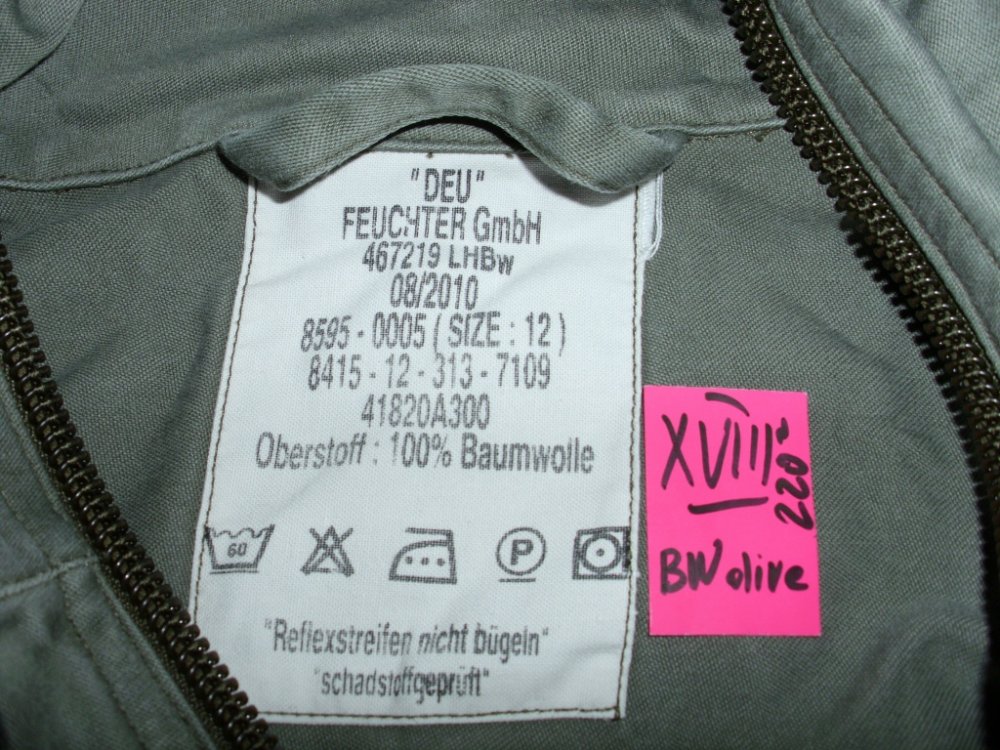 "DEU"
FEUCHTER GmbH
467219 LHBw
08/2010
8595 - 0005 ( SIZE : 12 )
8415 - 12 - 313 - 7109
41820A300
Oberstoff : 100% Baumwolle
60
P
"Reflexstreifen nicht bügeln"
"schadstoffgeprüft"
XVIII
220
BW olive